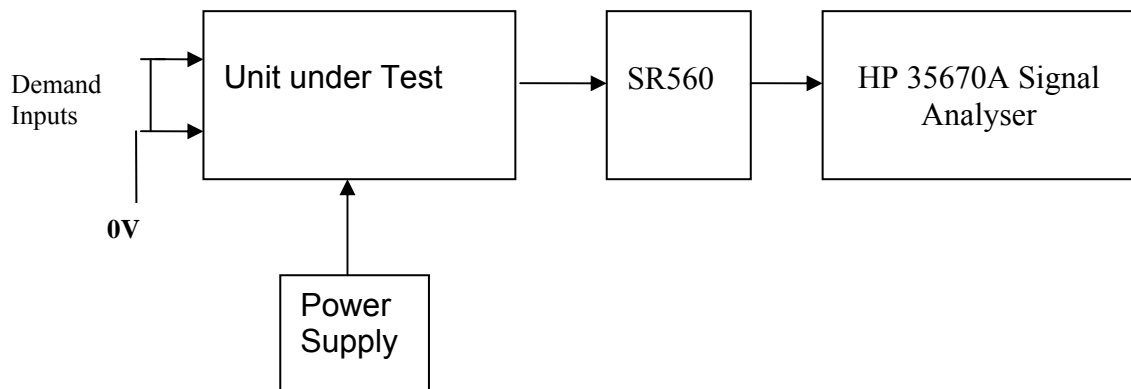 Demand
Inputs
0V
Unit under Test
SR560
HP 35670A Signal
Analyser
Power
Supply